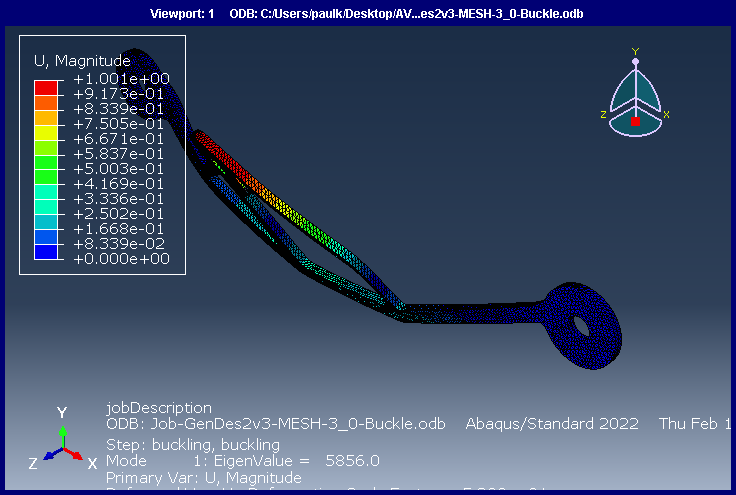 Viewport: 1 ODB: C:/Users/paulk/Desktop/AV...es2v3-MESH-3_0-Buckle.odb
U, Magnitude
+1.001e+00
+9.173e-01
+8.339e-01
+7.505e-01
+6.671e-01
+5.837e-01
+5.003e-01
+4.169e-01
+3.336e-01
+2.502e-01
+1.668e-01
+8.339e-02
+0.000e+00
Y
Z
X
Y
Z
X
jobDescription
ODB: Job-GenDes2v3-MESH-3_0-Buckle.odb Abaqus/Standard 2022 Thu Feb 1
Step: buckling, buckling
Mode 1: EigenValue = 5856.0
Primary Var: U, Magnitude